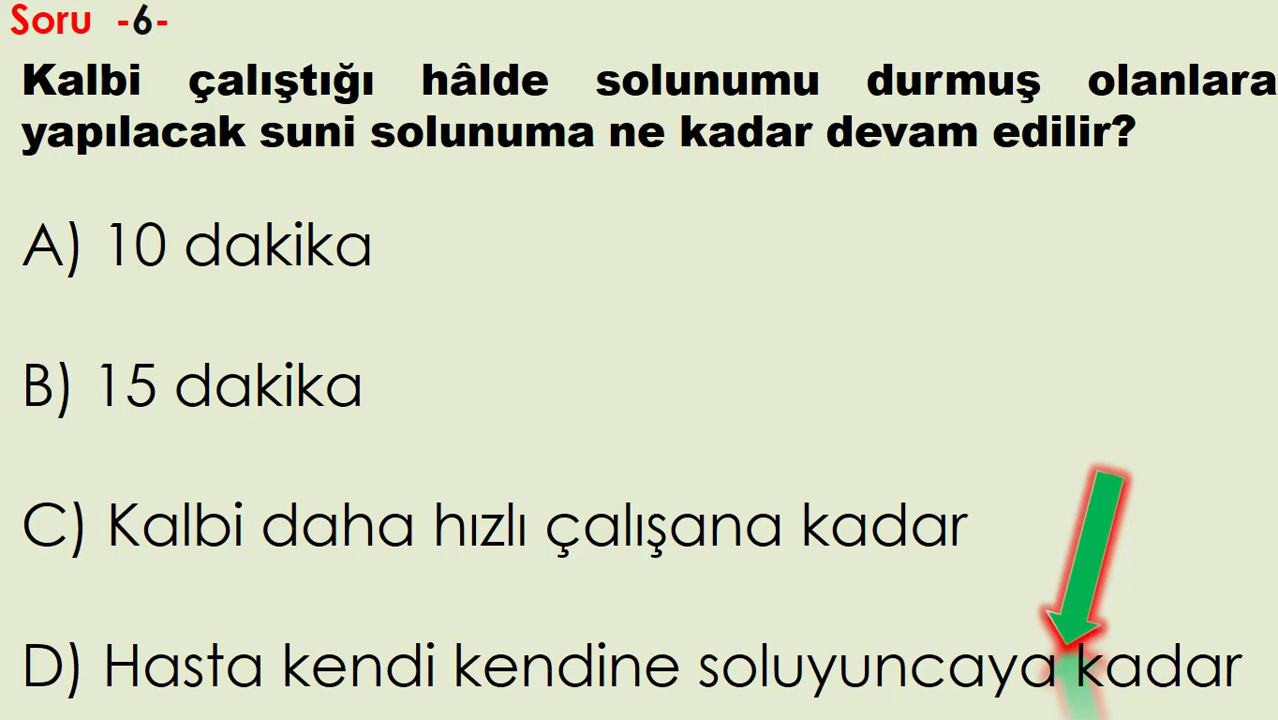 Soru -6-
Kalbi çalıştığı hâlde solunumu durmuş olanlara
yapılacak suni solunuma ne kadar devam edilir?
A) 10 dakika
B) 15 dakika
C) Kalbi daha hızlı çalışana kadar
D) Hasta kendi kendine soluyuncaya kadar